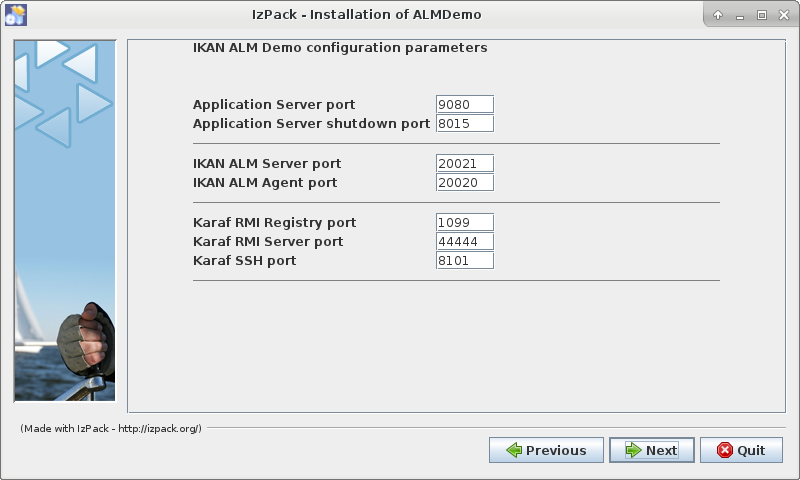 IzPack - Installation of ALMDemo
IKAN ALM Demo configuration parameters
Application Server port 9080
Application Server shutdown port 8015
IKAN ALM Server port 20021
IKAN ALM Agent port 20020
Karaf RMI Registry port 1099
Karaf RMI Server port 44444
Karaf SSH port 8101
(Made with IzPack - http://izpack.org/)
Previous Next Quit